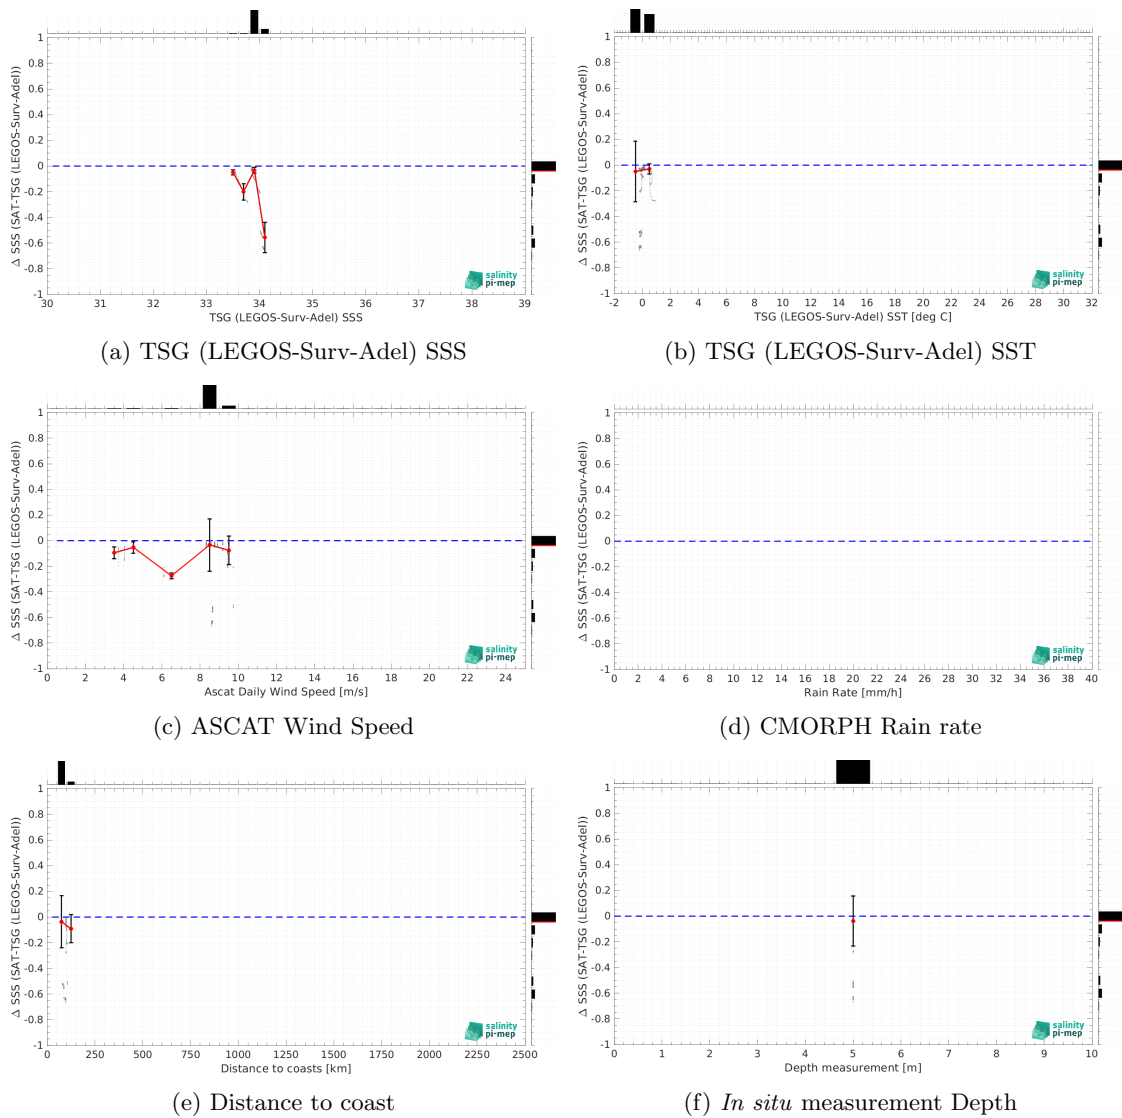 1
0.8
0.6
0.4
0.2
0
-0.2
-0.4
-0.6
-0.8
-1
Δ SSS (SAT-TSG (LEGOS-Surv-Adel))
salinity
pi-mep
30 31 32 33 34 35 36 37 38 39
TSG (LEGOS-Surv-Adel) SSS
(a) TSG (LEGOS-Surv-Adel) SSS
1
0.8
0.6
0.4
0.2
0
-0.2
-0.4
-0.6
-0.8
-1
Δ SSS (SAT-TSG (LEGOS-Surv-Adel))
salinity
pi-mep
-2 0 2 4 6 8 10 12 14 16 18 20 22 24 26 28 30 32
TSG (LEGOS-Surv-Adel) SST [deg C]
(b) TSG (LEGOS-Surv-Adel) SST
1
0.8
0.6
0.4
0.2
0
-0.2
-0.4
-0.6
-0.8
-1
Δ SSS (SAT-TSG (LEGOS-Surv-Adel))
salinity
pi-mep
0 2 4 6 8 10 12 14 16 18 20 22 24
Ascat Daily Wind Speed [m/s]
(c) ASCAT Wind Speed
1
0.8
0.6
0.4
0.2
0
-0.2
-0.4
-0.6
-0.8
-1
Δ SSS (SAT-TSG (LEGOS-Surv-Adel))
salinity
pi-mep
0 2 4 6 8 10 12 14 16 18 20 22 24 26 28 30 32 34 36 38 40
Rain Rate [mm/h]
(d) CMORPH Rain rate
1
0.8
0.6
0.4
0.2
0
-0.2
-0.4
-0.6
-0.8
-1
Δ SSS (SAT-TSG (LEGOS-Surv-Adel))
salinity
pi-mep
0 250 500 750 1000 1250 1500 1750 2000 2250 2500
Distance to coasts [km]
(e) Distance to coast
1
0.8
0.6
0.4
0.2
0
-0.2
-0.4
-0.6
-0.8
-1
Δ SSS (SAT-TSG (LEGOS-Surv-Adel))
salinity
pi-mep
0 1 2 3 4 5 6 7 8 9 10
Depth measurement [m]
(f) In situ measurement Depth